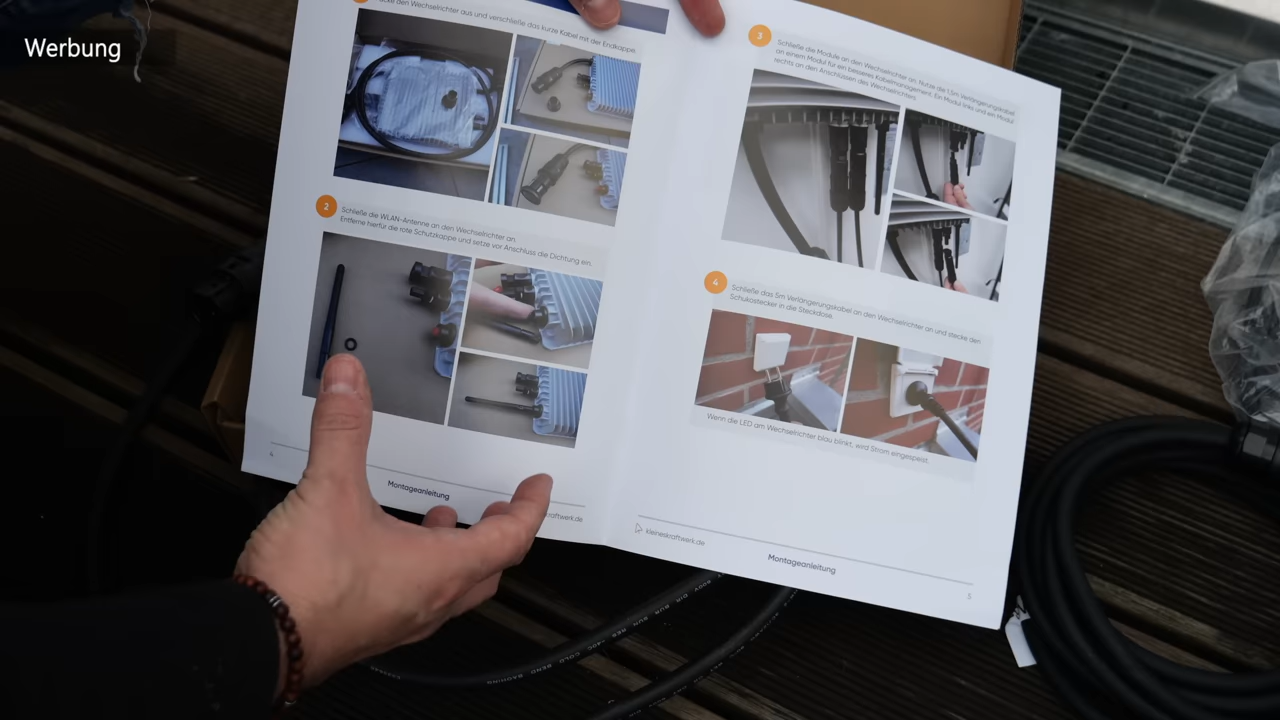 Werbung
den Wechselrichter aus und verschließe das kurze Kabel mit der Endkappe.
2
Schließe die WLAN-Antenne an den Wechselrichter an.
Entferne hierfür die rote Schutzkappe und setze vor Anschluss die Dichtung ein.
4
Montageanleitung
kraftwerk.de
3
Schließe die Module an den Wechselrichter an. Nutze die 1,5m Verlängerungskabel
an einem Modul für ein besseres Kabelmanagement. Ein Modul links und ein Modul
rechts an den Anschlüssen des Wechselrichters.
4
Schließe das 5m Verlängerungskabel an den Wechselrichter an und stecke den
Schukostecker in die Steckdose.
Wenn die LED am Wechselrichter blau blinkt, wird Strom eingespeist.
kleineskraftwerk.de
Montageanleitung
5